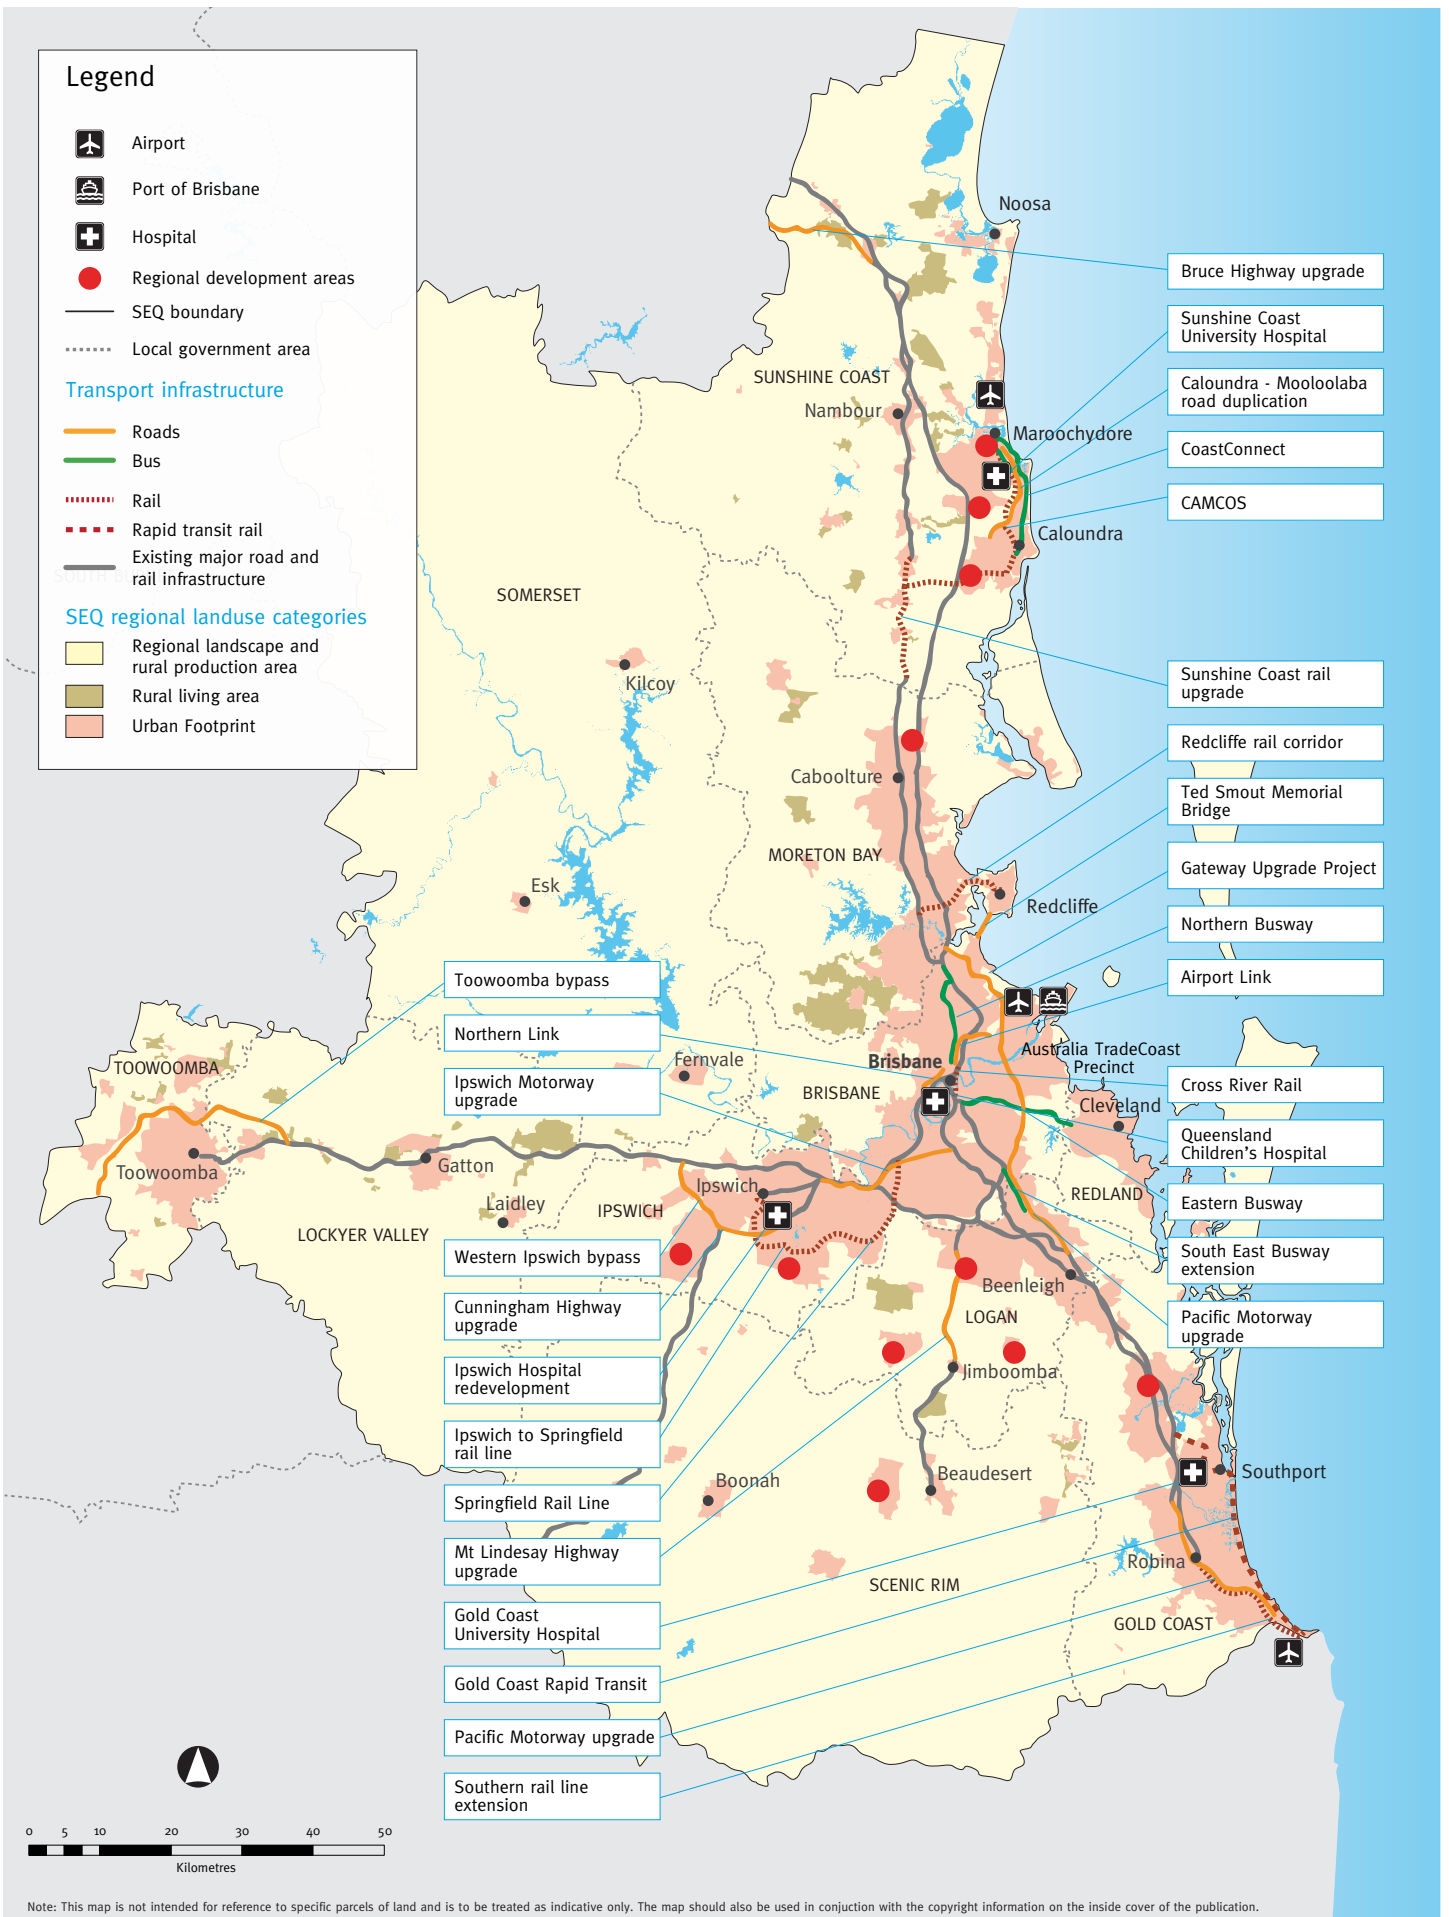 Legend
Airport
Port of Brisbane
Hospital
Regional development areas
SEQ boundary
Local government area
Transport infrastructure
Roads
Bus
Rail
Rapid transit rail
Existing major road and
rail infrastructure
SEQ regional landuse categories
Regional landscape and
rural production area
Rural living area
Urban Footprint
Noosa
Bruce Highway upgrade
Sunshine Coast
University Hospital
SUNSHINE COAST
Nambour
Caloundra - Mooloolaba
road duplication
Maroochydore
CoastConnect
CAMCOS
Caloundra
SOMERSET
Kilcoy
Sunshine Coast rail
upgrade
Redcliffe rail corridor
Caboolture
Ted Smout Memorial
Bridge
MORETON BAY
Gateway Upgrade Project
Esk
Redcliffe
Northern Busway
Airport Link
Toowoomba bypass
Northern Link
Ipswich Motorway
upgrade
Fernvale
Brisbane
BRISBANE
Australia TradeCoast
Precinct
Cross River Rail
Cleveland
Queensland
Children's Hospital
TOOWOOMBA
Toowoomba
Gatton
Laidley
LOCKYER VALLEY
Ipswich
IPSWICH
REDLAND
Eastern Busway
South East Busway
extension
Pacific Motorway
upgrade
Western Ipswich bypass
Cunningham Highway
upgrade
Ipswich Hospital
redevelopment
Ipswich to Springfield
rail line
Springfield Rail Line
Mt Lindesay Highway
upgrade
Gold Coast
University Hospital
Gold Coast Rapid Transit
Pacific Motorway upgrade
Southern rail line
extension
Beenleigh
LOGAN
Jimboomba
Beaudesert
Boonah
Southport
Robina
SCENIC RIM
GOLD COAST
0 5 10 20 30 40 50
Kilometres
Note: This map is not intended for reference to specific parcels of land and is to be treated as indicative only. The map should also be used in conjuction with the copyright information on the inside cover of the publication.